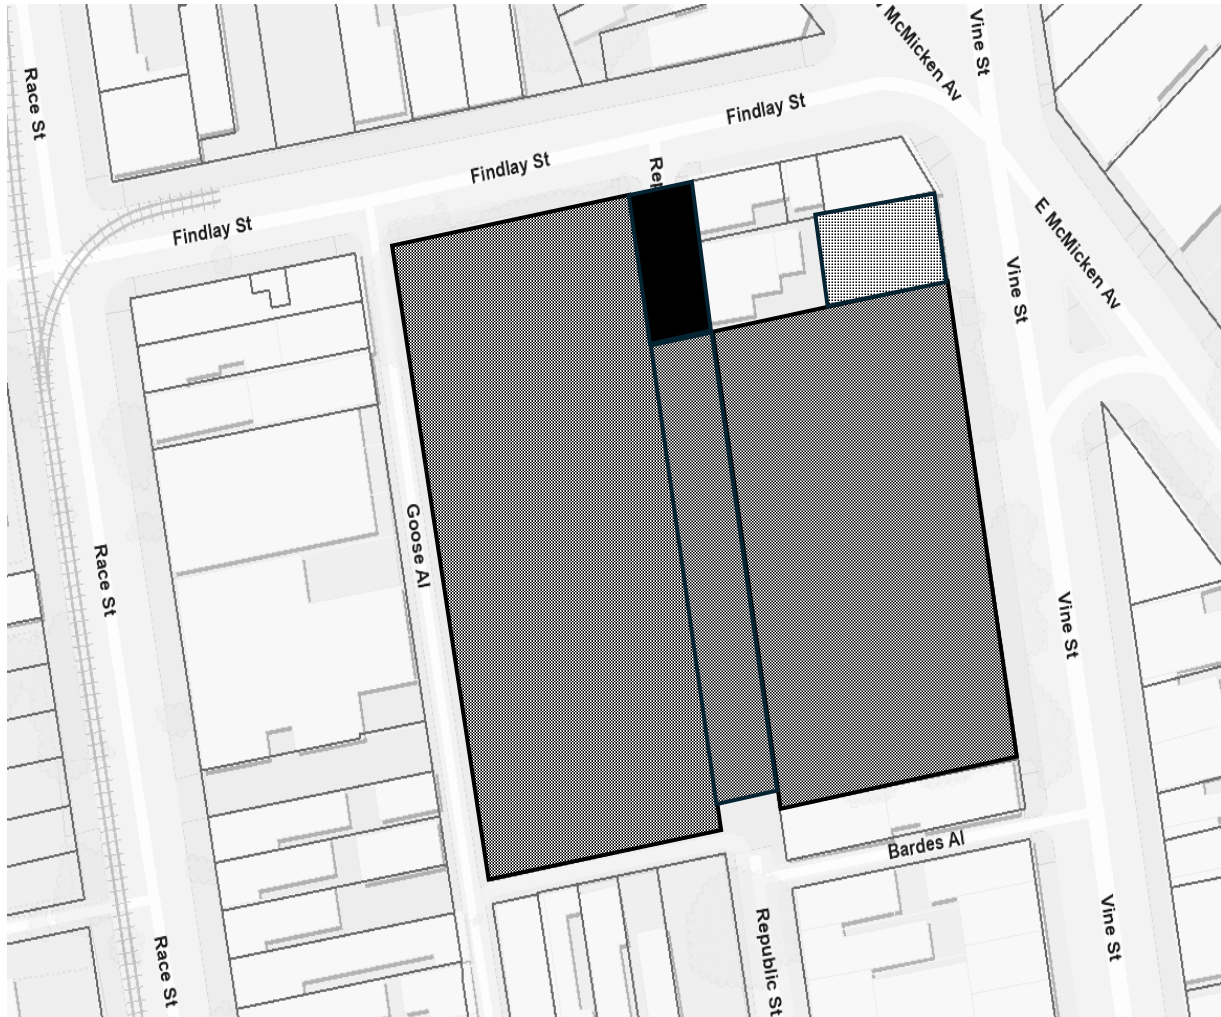 McMicken Av
Vine St
Race St
Findlay St
Findlay St
Rep
Findlay St
E McMicken Av
Vine St
Goose Al
Race St
Vine St
Bardes Al
Vine St
Republic St
Race St